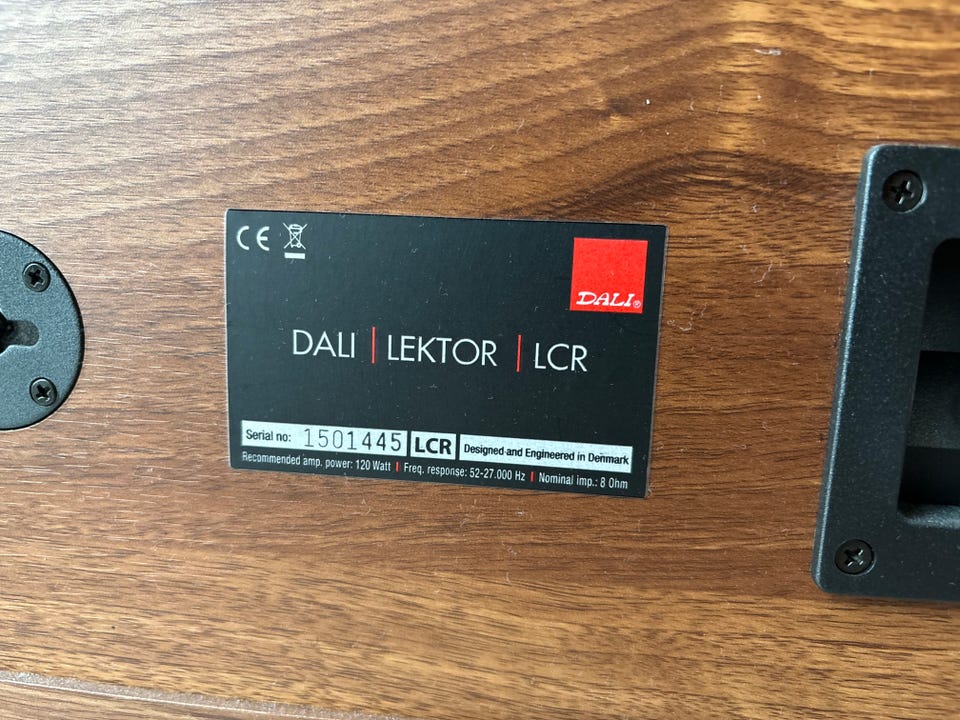 CE
DALI®
DALI | LEKTOR | LCR
Serial no: 1501445 LCR Designed and Engineered in Denmark
Recommended amp. power: 120 Watt | Freq. response: 52-27.000 Hz | Nominal imp.: 8 Ohm